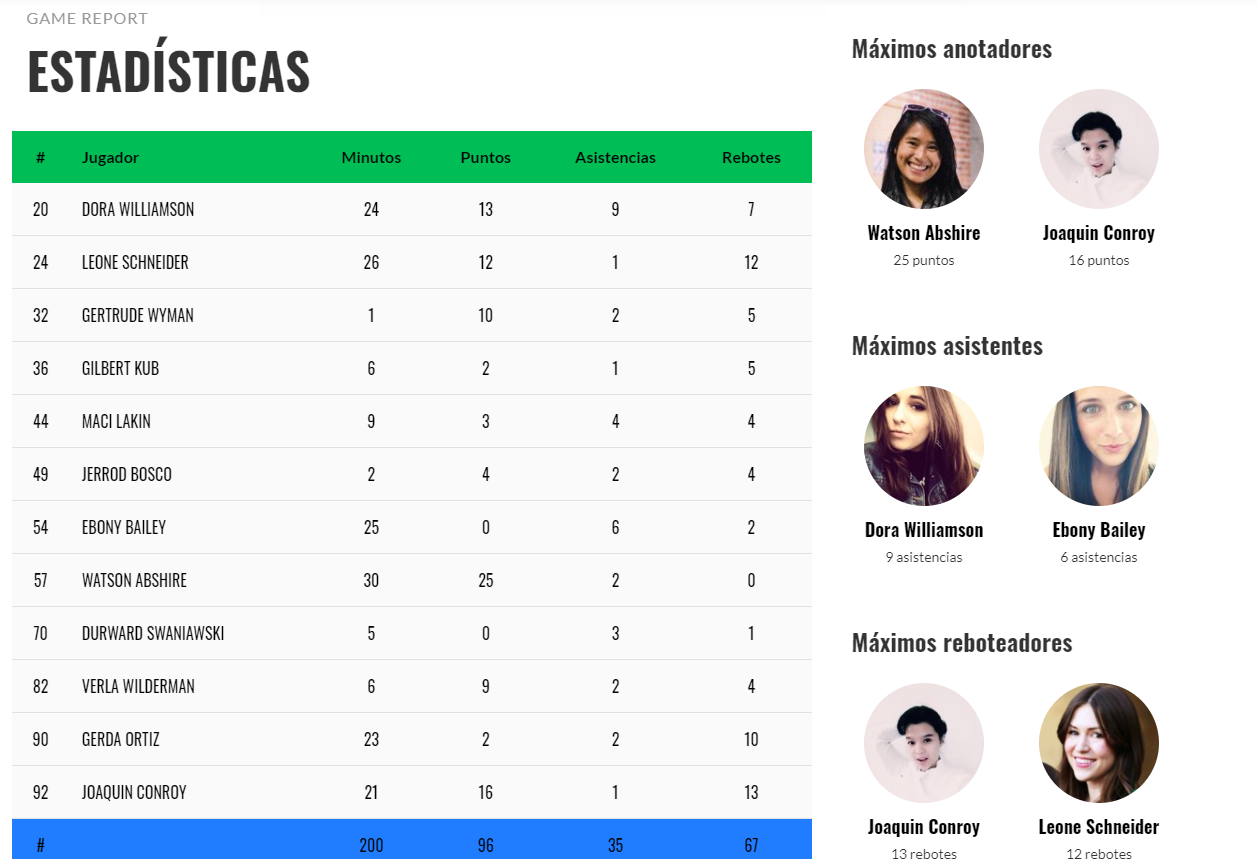 GAME REPORT
ESTADÍSTICAS
# Jugador Minutos Puntos Asistencias Rebotes
20 DORA WILLIAMSON 24 13 9 7
24 LEONE SCHNEIDER 26 12 1 12
32 GERTRUDE WYMAN 1 10 2 5
36 GILBERT KUB 6 2 1 5
44 MACI LAKIN 9 3 4 4
49 JERROD BOSCO 2 4 2 4
54 EBONY BAILEY 25 0 6 2
57 WATSON ABSHIRE 30 25 2 0
70 DURWARD SWANIAWSKI 5 0 3 1
82 VERLA WILDERMAN 6 9 2 4
90 GERDA ORTIZ 23 2 2 10
92 JOAQUIN CONROY 21 16 1 13
# 200 96 35 67
Máximos anotadores
Watson Abshire Joaquin Conroy
25 puntos 16 puntos
Máximos asistentes
Dora Williamson Ebony Bailey
9 asistencias 6 asistencias
Máximos reboteadores
Joaquin Conroy Leone Schneider
13 rebotes 12 rebotes